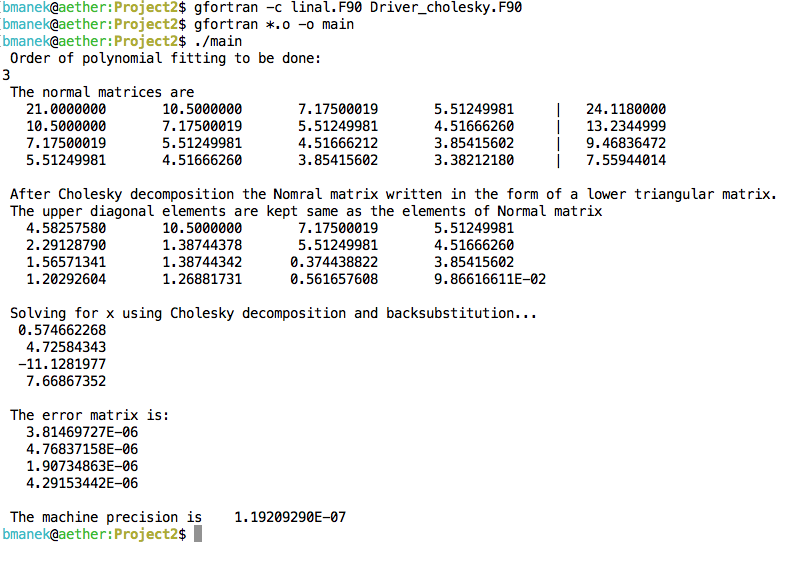 [bmanek@aether:Project2$ gfortran -c linal.F90 Driver_cholesky.F90
[bmanek@aether:Project2$ gfortran *.o -o main
[bmanek@aether:Project2$ ./main
Order of polynomial fitting to be done:
3
The normal matrices are
21.0000000 10.5000000 7.17500019 5.51249981 | 24.1180000
10.5000000 7.17500019 5.51249981 4.51666260 | 13.2344999
7.17500019 5.51249981 4.51666212 3.85415602 | 9.46836472
5.51249981 4.51666260 3.85415602 3.38212180 | 7.55944014
After Cholesky decomposition the Nomral matrix written in the form of a lower triangular matrix.
The upper diagonal elements are kept same as the elements of Normal matrix
4.58257580 10.5000000 7.17500019 5.51249981
2.29128790 1.38744378 5.51249981 4.51666260
1.56571341 1.38744342 0.374438822 3.85415602
1.20292604 1.26881731 0.561657608 9.86616611E-02
Solving for x using Cholesky decomposition and backsubstitution...
0.574662268
4.72584343
-11.1281977
7.66867352
The error matrix is:
3.81469727E-06
4.76837158E-06
1.90734863E-06
4.29153442E-06
The machine precision is 1.19209290E-07
bmanek@aether:Project2$